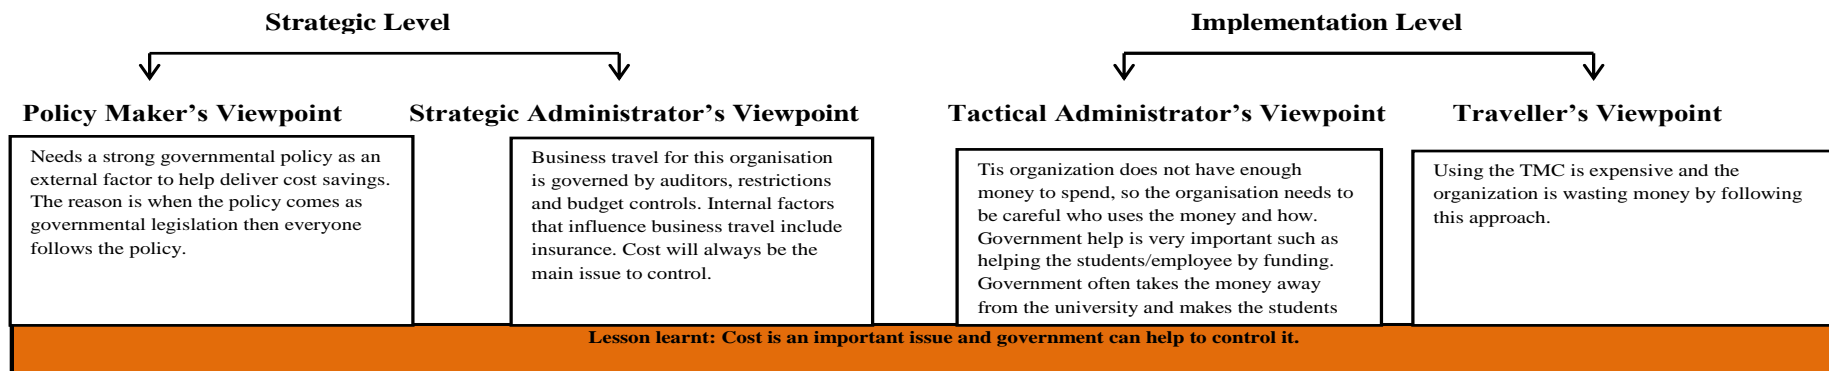 Strategic Level
Implementation Level
Policy Maker's Viewpoint
Strategic Administrator's Viewpoint
Tactical Administrator's Viewpoint
Traveller's Viewpoint
Needs a strong governmental policy as an
external factor to help deliver cost savings.
The reason is when the policy comes as
governmental legislation then everyone
follows the policy.
Business travel for this organisation
is governed by auditors, restrictions
and budget controls. Internal factors
that influence business travel include
insurance. Cost will always be the
main issue to control.
Tis organization does not have enough
money to spend, so the organisation needs to
be careful who uses the money and how.
Government help is very important such as
helping the students/employee by funding.
Government often takes the money away
from the university and makes the students
Using the TMC is expensive and the
organization is wasting money by following
this approach.
Lesson learnt: Cost is an important issue and government can help to control it.